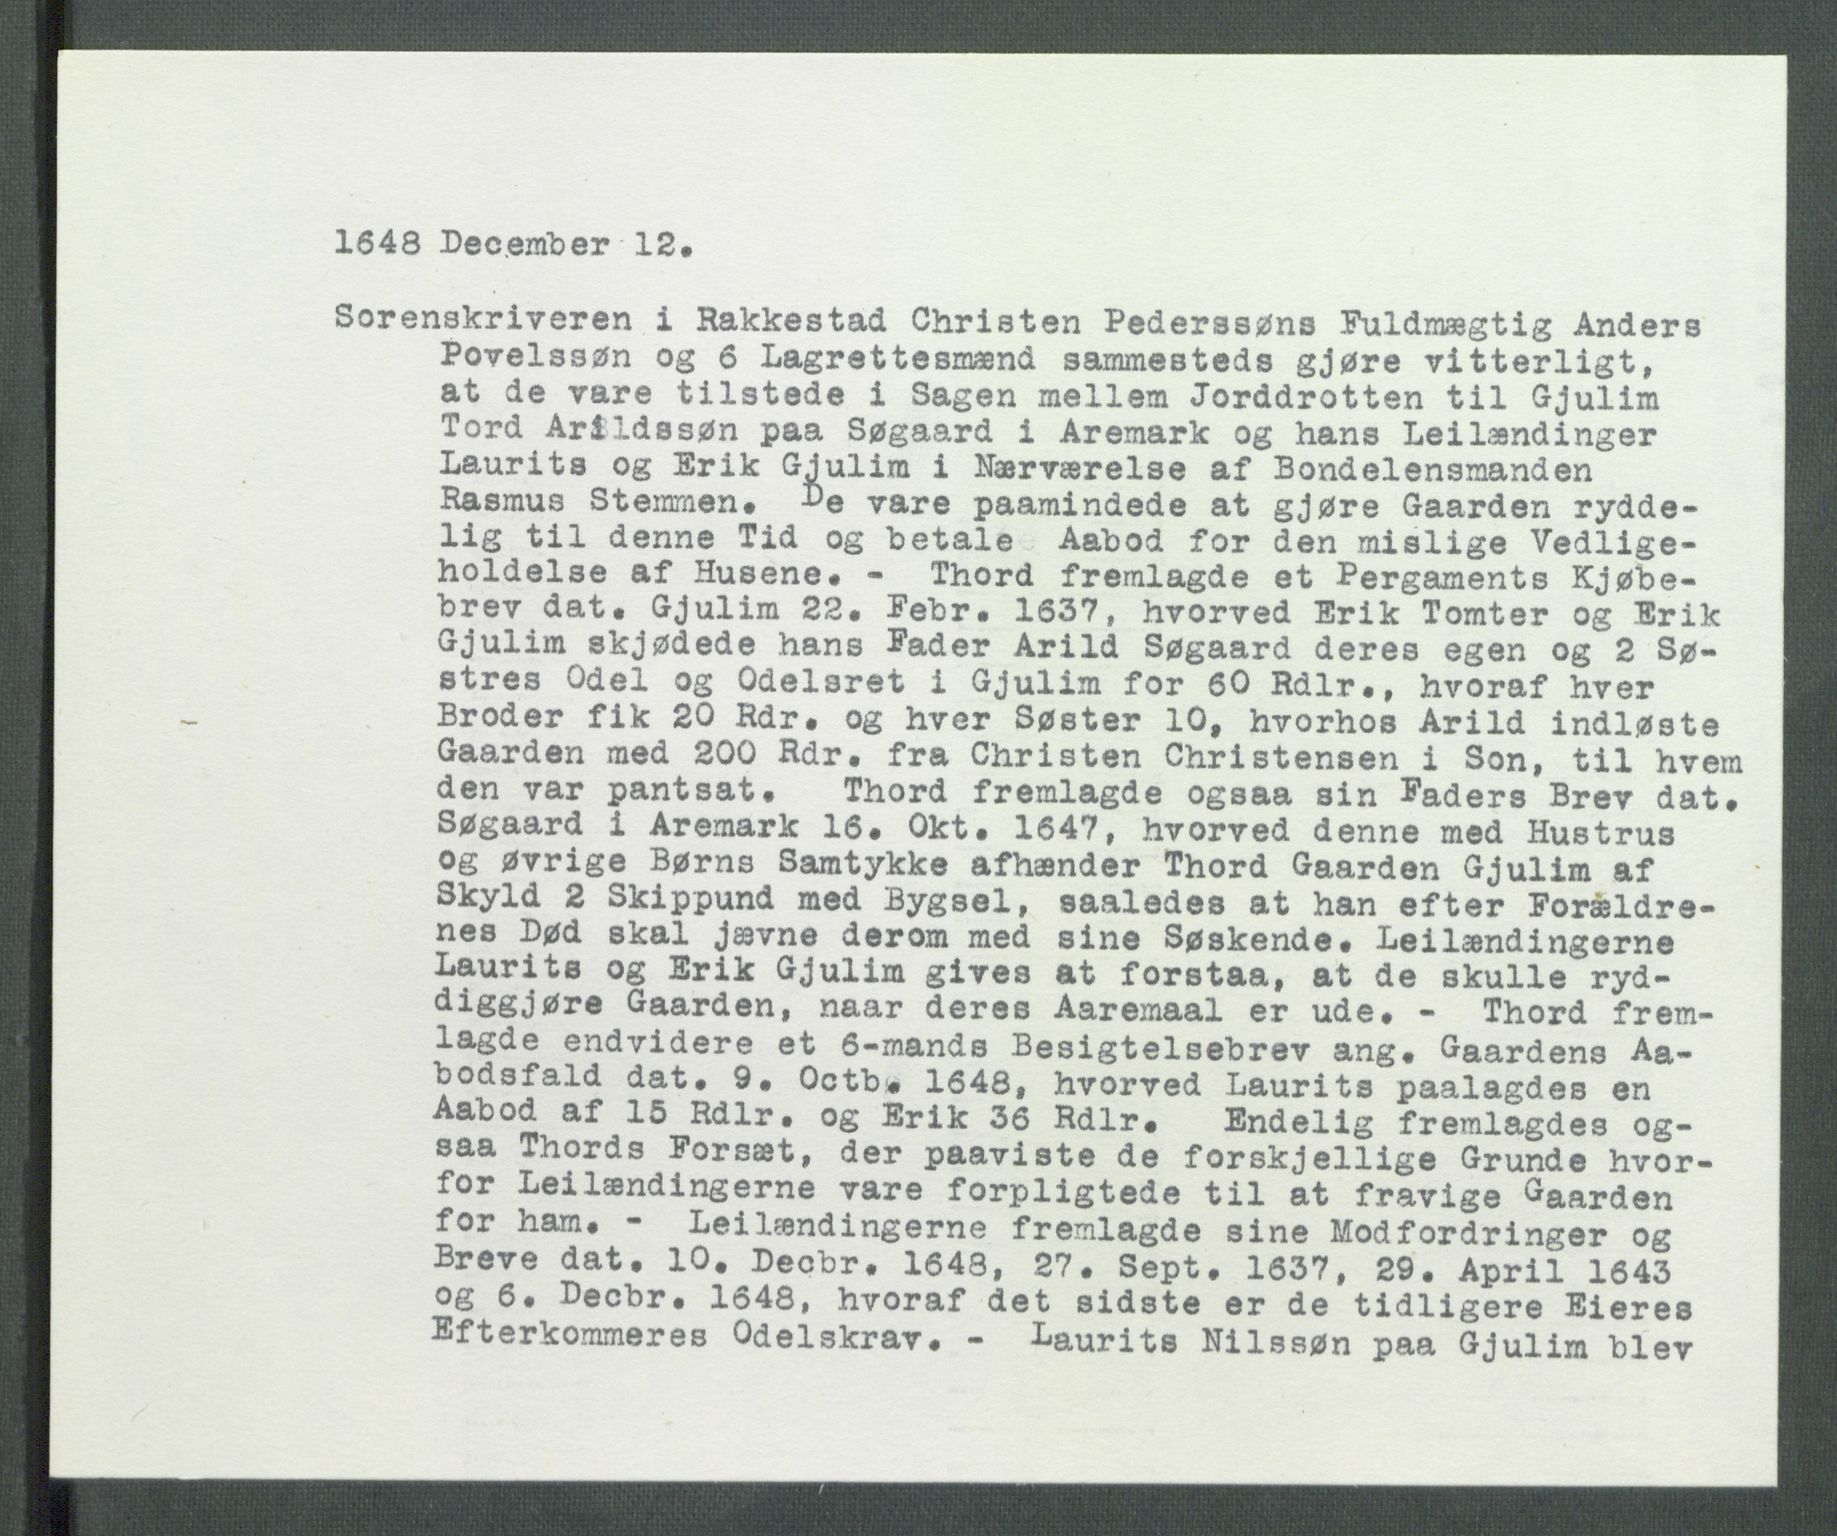 1648 December 12.
Sorenskriveren i Rakkestad Christen Pederssøns Fuldmægtig Anders
Povelssøn og 6 Lagrettesmænd sammesteds gjøre vitterligt,
at de vare tilstede i Sagen mellem Jorddrotten til Gjulim
Tord Arildssøn paa Søgaard i Aremark og hans Leilændinger
Laurits og Erik Gjulim i Nærværelse af Bondelensmanden
Rasmus Stemmen. De vare paamindede at gjøre Gaarden rydde-
lig til denne Tid og betale Aabod for den mislige Vedlige-
holdelse af Husene. - Thord fremlagde et Pergaments Kjøbe-
brev dat. Gjulim 22. Febr. 1637, hvorved Erik Tomter og Erik
Gjulim skjødede hans Fader Arild Søgaard deres egen og 2 Sø-
stres Odel og Odelsret i Gjulim for 60 Rdlr., hvoraf hver
Broder fik 20 Rdr. og hver Søster 10, hvorhos Arild indløste
Gaarden med 200 Rdr. fra Christen Christensen i Son, til hvem
den var pantsat. Thord fremlagde ogsaa sin Faders Brev dat.
Søgaard i Aremark 16. Okt. 1647, hvorved denne med Hustrus
og øvrige Børns Samtykke afhænder Thord Gaarden Gjulim af
Skyld 2 Skippund med Bygsel, saaledes at han efter Forældre-
nes Død skal jævne derom med sine Søskende. Leilændingerne
Laurits og Erik Gjulim gives at forstaa, at de skulle ryd-
diggjøre Gaarden, naar deres Aaremaal er ude. - Thord frem-
lagde endvidere et 6-mands Besigtelsebrev ang. Gaardens Aa-
bodsfald dat. 9. Octb. 1648, hvorved Laurits paalagdes en
Aabod af 15 Rdlr. og Erik 36 Rdlr. Endelig fremlagdes og-
saa Thords Forsæt, der paaviste de forskjellige Grunde hvor-
for Leilændingerne vare forpligtede til at fravige Gaarden
for ham. - Leilændingerne fremlagde sine Modfordringer og
Breve dat. 10. Decbr. 1648, 27. Sept. 1637, 29. April 1643
og 6. Decbr. 1648, hvoraf det sidste er de tidligere Eieres
Efterkommeres Odelskrav. - Laurits Nilssøn paa Gjulim blev